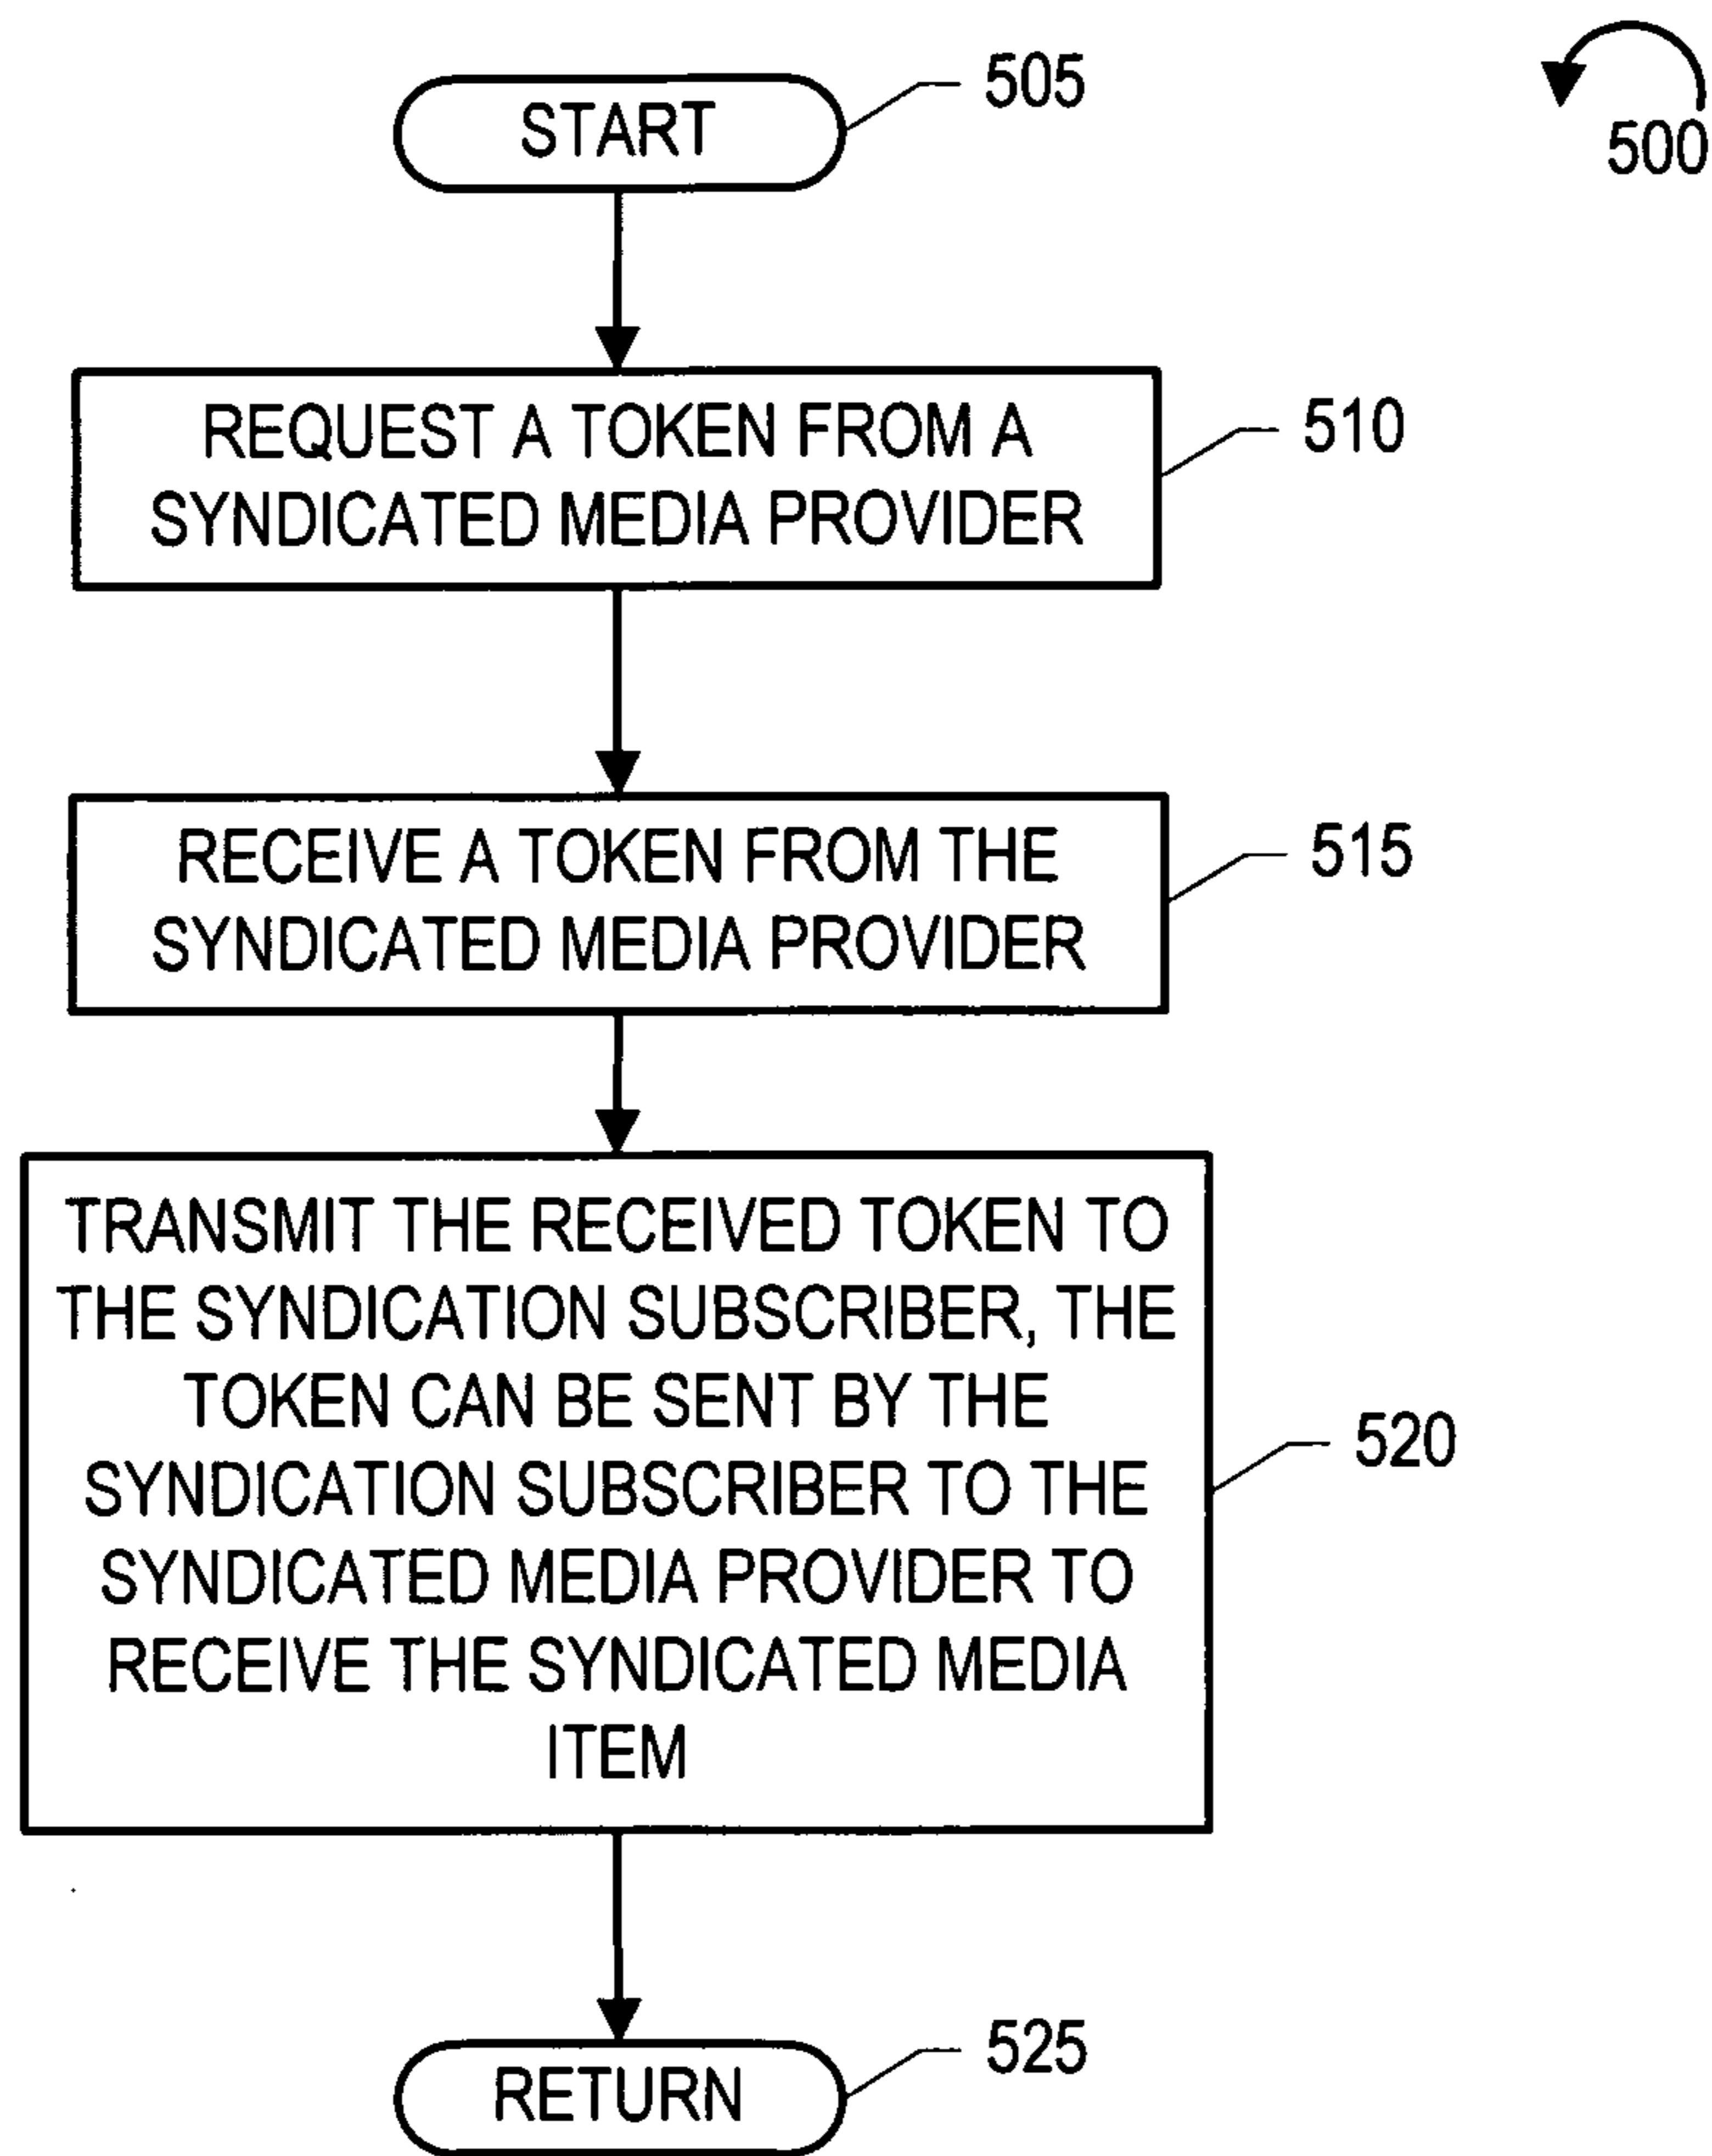 START
505
500
REQUEST A TOKEN FROM A
SYNDICATED MEDIA PROVIDER
510
RECEIVE A TOKEN FROM THE
SYNDICATED MEDIA PROVIDER
515
TRANSMIT THE RECEIVED TOKEN TO
THE SYNDICATION SUBSCRIBER, THE
TOKEN CAN BE SENT BY THE
SYNDICATION SUBSCRIBER TO THE
SYNDICATED MEDIA PROVIDER TO
RECEIVE THE SYNDICATED MEDIA
ITEM
520
RETURN
525